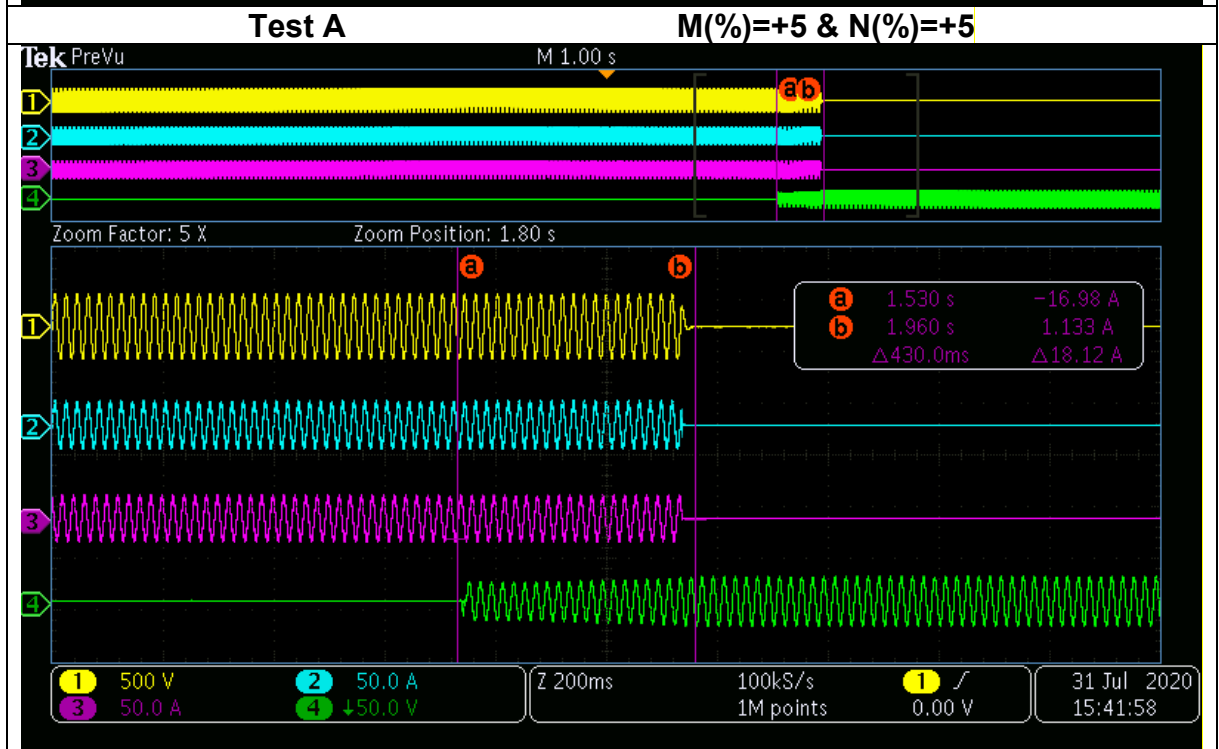 Test A M(%)=+5 & N(%)=+5
Tek PreVu M 1.00 s
a b
1
2
3
4
Zoom Factor: 5 X Zoom Position: 1.80 s
a b
a 1.530 s -16.98 A
b 1.960 s 1.133 A
△430.0ms △18.12 A
1
2
3
4
1 500 V 2 50.0 A Z 200ms 100kS/s 1 ∫ 31 Jul 2020
3 50.0 A 4 ↓50.0 V 1M points 0.00 V 15:41:58